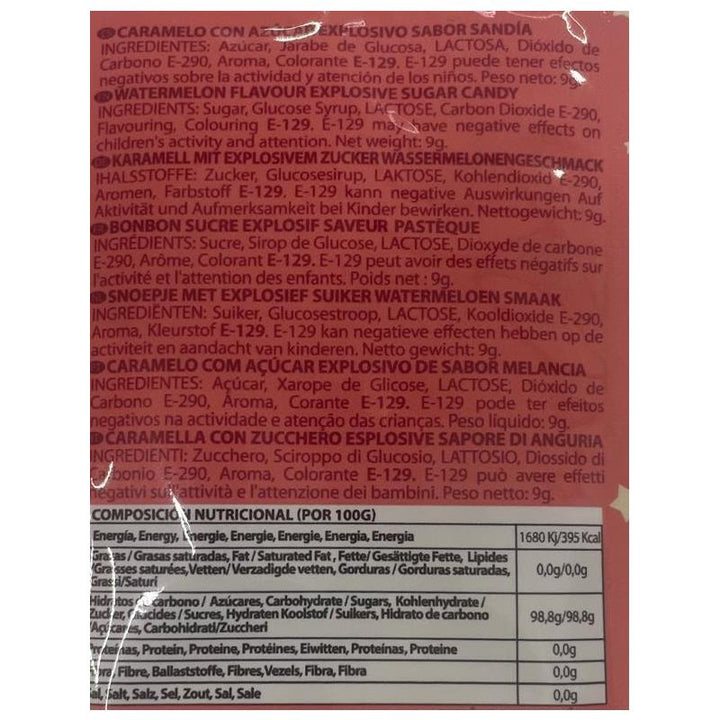 ES CARAMELO CON AZÚCAR EXPLOSIVO SABOR SANDÍA
INGREDIENTES: Azúcar, Jarabe de Glucosa, LACTOSA, Dióxido de
Carbono E-290, Aroma, Colorante E-129. E-129 puede tener efectos
negativos sobre la actividad y atención de los niños. Peso neto: 9g.
EN WATERMELON FLAVOUR EXPLOSIVE SUGAR CANDY
INGREDIENTS: Sugar, Glucose Syrup, LACTOSE, Carbon Dioxide E-290,
Flavouring, Colouring E-129. E-129 may have negative effects on
children's activity and attention. Net weight: 9g.
KARAMELL MIT EXPLOSIVEM ZUCKER WASSERMELONENGESCHMACK
IHALSSTOFFE: Zucker, Glucosesirup, LAKTOSE, Kohlendioxid E-290,
Aromen, Farbstoff E-129. E-129 kann negative Auswirkungen Auf
Aktivität und Aufmerksamkeit bei Kinder bewirken. Nettogewicht: 9g.
BONBON SUCRE EXPLOSIF SAVEUR PASTÈQUE
INGRÉDIENTS: Sucre, Sirop de Glucose, LACTOSE, Dioxyde de carbone
E-290, Arôme, Colorant E-129. E-129 peut avoir des effets négatifs sur
l'activité et l'attention des enfants. Poids net : 9g.
SNOEPJE MET EXPLOSIEF SUIKER WATERMELOEN SMAAK
INGREDIËNTEN: Suiker, Glucosestroop, LACTOSE, Kooldioxide E-290,
Aroma, Kleurstof E-129. E-129 kan negatieve effecten hebben op de
activiteit en aandacht van kinderen. Netto gewicht: 9g.
CARAMELO COM AÇÚCAR EXPLOSIVO DE SABOR MELANCIA
INGREDIENTES: Açúcar, Xarope de Glicose, LACTOSE, Dióxido de
Carbono E-290, Aroma, Corante E-129. E-129 pode ter efeitos
negativos na actividade e atenção das crianças. Peso líquido: 9g.
CARAMELLA CON ZUCCHERO ESPLOSIVE SAPORE DI ANGURIA
INGREDIENTI: Zucchero, Sciroppo di Glucosio, LATTOSIO, Diossido di
Carbonio E-290, Aroma, Colorante E-129. E-129 può avere effetti
negativi sull'attività e l'attenzione dei bambini. Peso netto: 9g.
COMPOSICIÓN NUTRICIONAL (POR 100G)
Energía, Energy, Energie, Energie, Energie, Energia, Energia 1680 Kj/395 Kcal
Grasas / Grasas saturadas, Fat / Saturated Fat, Fette/ Gesättigte Fette, Lipides
/Graisses saturées, Vetten/ Verzadigde vetten, Gorduras / Gorduras saturadas, 0,0g/0,0g
Grassi/Saturi
Hidratos de carbono / Azúcares, Carbohydrate / Sugars, Kohlenhydrate /
Zucker, Glucides / Sucres, Hydraten Koolstof / Suikers, Hidrato de carbono 98,8g/98,8g
/Açúcares, Carbohidrati/Zuccheri
Proteínas, Protein, Proteine, Protéines, Eiwitten, Proteínas, Proteine 0,0g
Fibra, Fibre, Ballaststoffe, Fibres, Vezels, Fibra, Fibra 0,0g
Sal, Salt, Salz, Sel, Zout, Sal, Sale 0,0g